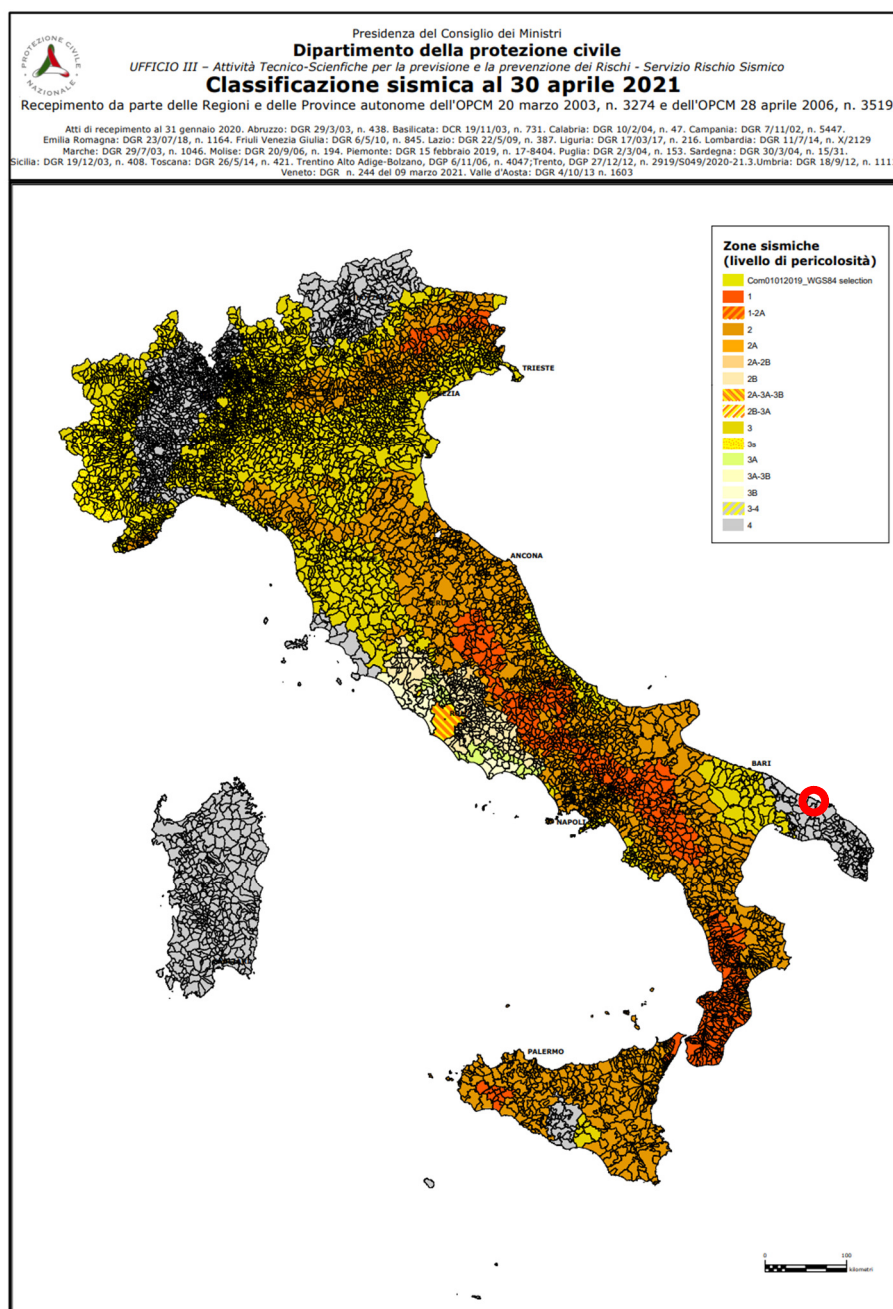 PROTEZIONE CIVILE
NAZIONALE
Presidenza del Consiglio dei Ministri
Dipartimento della protezione civile
UFFICIO III – Attività Tecnico-Scienfiche per la previsione e la prevenzione dei Rischi - Servizio Rischio Sismico
Classificazione sismica al 30 aprile 2021
Recepimento da parte delle Regioni e delle Province autonome dell'OPCM 20 marzo 2003, n. 3274 e dell'OPCM 28 aprile 2006, n. 3519
Atti di recepimento al 31 gennaio 2020. Abruzzo: DGR 29/3/03, n. 438. Basilicata: DCR 19/11/03, n. 731. Calabria: DGR 10/2/04, n. 47. Campania: DGR 7/11/02, n. 5447.
Emilia Romagna: DGR 23/07/18, n. 1164. Friuli Venezia Giulia: DGR 6/5/10, n. 845. Lazio: DGR 22/5/09, n. 387. Liguria: DGR 17/03/17, n. 216. Lombardia: DGR 11/7/14, n. X/2129
Marche: DGR 29/7/03, n. 1046. Molise: DGR 20/9/06, n. 194. Piemonte: DGR 15 febbraio 2019, n. 17-8404. Puglia: DGR 2/3/04, n. 153. Sardegna: DGR 30/3/04, n. 15/31.
Sicilia: DGR 19/12/03, n. 408. Toscana: DGR 26/5/14, n. 421. Trentino Alto Adige-Bolzano, DGP 6/11/06, n. 4047;Trento, DGP 27/12/12, n. 2919/S049/2020-21.3.Umbria: DGR 18/9/12, n. 111
Veneto: DGR n. 244 del 09 marzo 2021. Valle d'Aosta: DGR 4/10/13 n. 1603
Zone sismiche
(livello di pericolosità)
Com01012019_WGS84 selection
1
1-2A
2
2A
2A-2B
2B
2A-3A-3B
2B-3A
3
3s
3A
3A-3B
3B
3-4
4
TRIESTE
VENEZIA
ANCONA
BARI
NAPOLI
PALERMO
0 100
kilometri